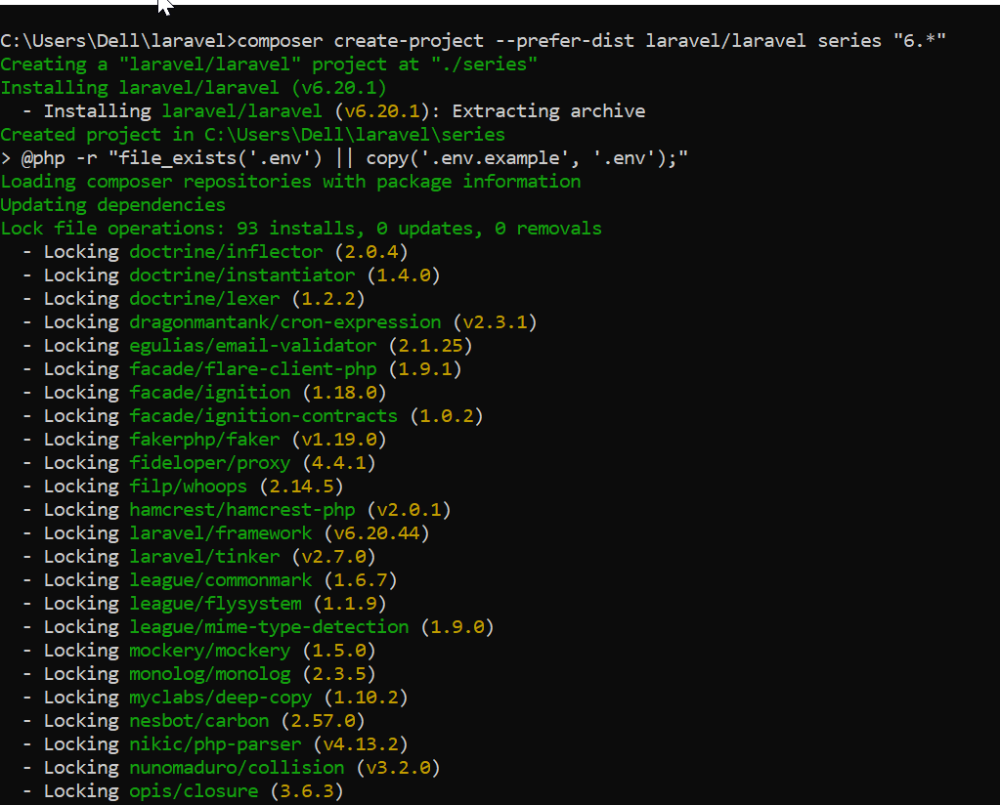 C:\Users\Dell\laravel>composer create-project --prefer-dist laravel/laravel series "6.*"
Creating a "laravel/laravel" project at "./series"
Installing laravel/laravel (v6.20.1)
  - Installing laravel/laravel (v6.20.1): Extracting archive
Created project in C:\Users\Dell\laravel\series
> @php -r "file_exists('.env') || copy('.env.example', '.env');"
Loading composer repositories with package information
Updating dependencies
Lock file operations: 93 installs, 0 updates, 0 removals
  - Locking doctrine/inflector (2.0.4)
  - Locking doctrine/instantiator (1.4.0)
  - Locking doctrine/lexer (1.2.2)
  - Locking dragonmantank/cron-expression (v2.3.1)
  - Locking egulias/email-validator (2.1.25)
  - Locking facade/flare-client-php (1.9.1)
  - Locking facade/ignition (1.18.0)
  - Locking facade/ignition-contracts (1.0.2)
  - Locking fakerphp/faker (v1.19.0)
  - Locking fideloper/proxy (4.4.1)
  - Locking filp/whoops (2.14.5)
  - Locking hamcrest/hamcrest-php (v2.0.1)
  - Locking laravel/framework (v6.20.44)
  - Locking laravel/tinker (v2.7.0)
  - Locking league/commonmark (1.6.7)
  - Locking league/flysystem (1.1.9)
  - Locking league/mime-type-detection (1.9.0)
  - Locking mockery/mockery (1.5.0)
  - Locking monolog/monolog (2.3.5)
  - Locking myclabs/deep-copy (1.10.2)
  - Locking nesbot/carbon (2.57.0)
  - Locking nikic/php-parser (v4.13.2)
  - Locking nunomaduro/collision (v3.2.0)
  - Locking opis/closure (3.6.3)